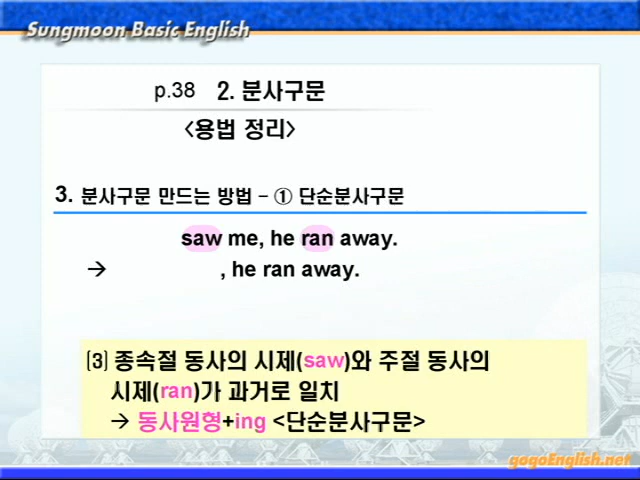 Sungmoon Basic English
p.38 2. 분사구문
<용법 정리>
3. 분사구문 만드는 방법 – ① 단순분사구문
saw me, he ran away.
→ , he ran away.
(3) 종속절 동사의 시제(saw)와 주절 동사의
시제(ran)가 과거로 일치
→ 동사원형+ing <단순분사구문>
gogoEnglish.net